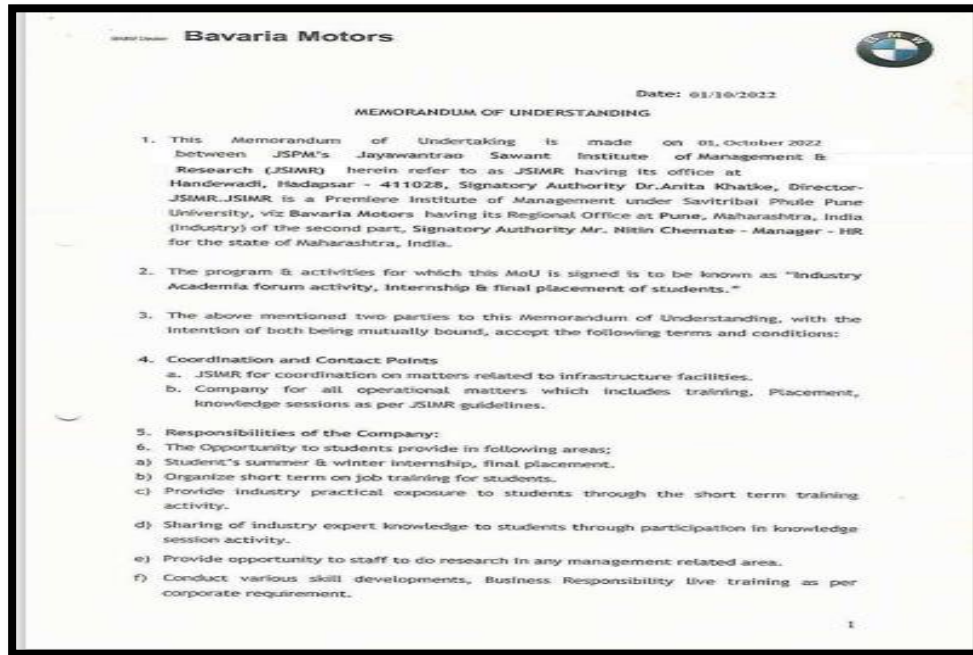 Bavaria Motors
BMW
Date: 01/10/2022
MEMORANDUM OF UNDERSTANDING
1. This Memorandum of Undertaking is made on 01, October 2022
between JSPM's Jayawantrao Sawant Institute of Management &
Research (JSIMR) herein refer to as JSIMR having its office at
Handewadi, Hadapsar - 411028, Signatory Authority Dr.Anita Khatke, Director-
JSIMR.JSIMR is a Premiere Institute of Management under Savitribai Phule Pune
University, viz Bavaria Motors having its Regional Office at Pune, Maharashtra, India
(Industry) of the second part, Signatory Authority Mr. Nitin Chemate - Manager - HR
for the state of Maharashtra, India.
2. The program & activities for which this MoU is signed is to be known as "Industry
Academia forum activity, Internship & final placement of students."
3. The above mentioned two parties to this Memorandum of Understanding, with the
intention of both being mutually bound, accept the following terms and conditions:
4. Coordination and Contact Points
a. JSIMR for coordination on matters related to infrastructure facilities.
b. Company for all operational matters which includes training, Placement,
knowledge sessions as per JSIMR guidelines.
5. Responsibilities of the Company:
6. The Opportunity to students provide in following areas;
a) Student's summer & winter internship, final placement.
b) Organize short term on job training for students.
c) Provide industry practical exposure to students through the short term training
activity.
d) Sharing of industry expert knowledge to students through participation in knowledge
session activity.
e) Provide opportunity to staff to do research in any management related area.
f) Conduct various skill developments, Business Responsibility live training as per
corporate requirement.
1